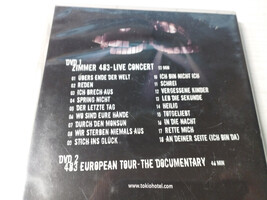 DVD 1
ZIMMER 483 - LIVE CONCERT 92 MIN
01 ÜBERS ENDE DER WELT
02 REDEN
03 ICH BRECH AUS
04 SPRING NICHT
05 DER LETZTE TAG
06 WO SIND EURE HÄNDE
07 DURCH DEN MONSUN
08 WIR STERBEN NIEMALS AUS
09 STICH INS GLÜCK
10 ICH BIN NICHT ICH
11 SCHREI
12 VERGESSENE KINDER
13 LEB DIE SEKUNDE
14 HEILIG
15 TOTGELIEBT
16 IN DIE NACHT
17 RETTE MICH
18 AN DEINER SEITE (ICH BIN DA)
DVD 2
483 EUROPEAN TOUR - THE DOCUMENTARY 46 MIN
www.tokiohotel.com